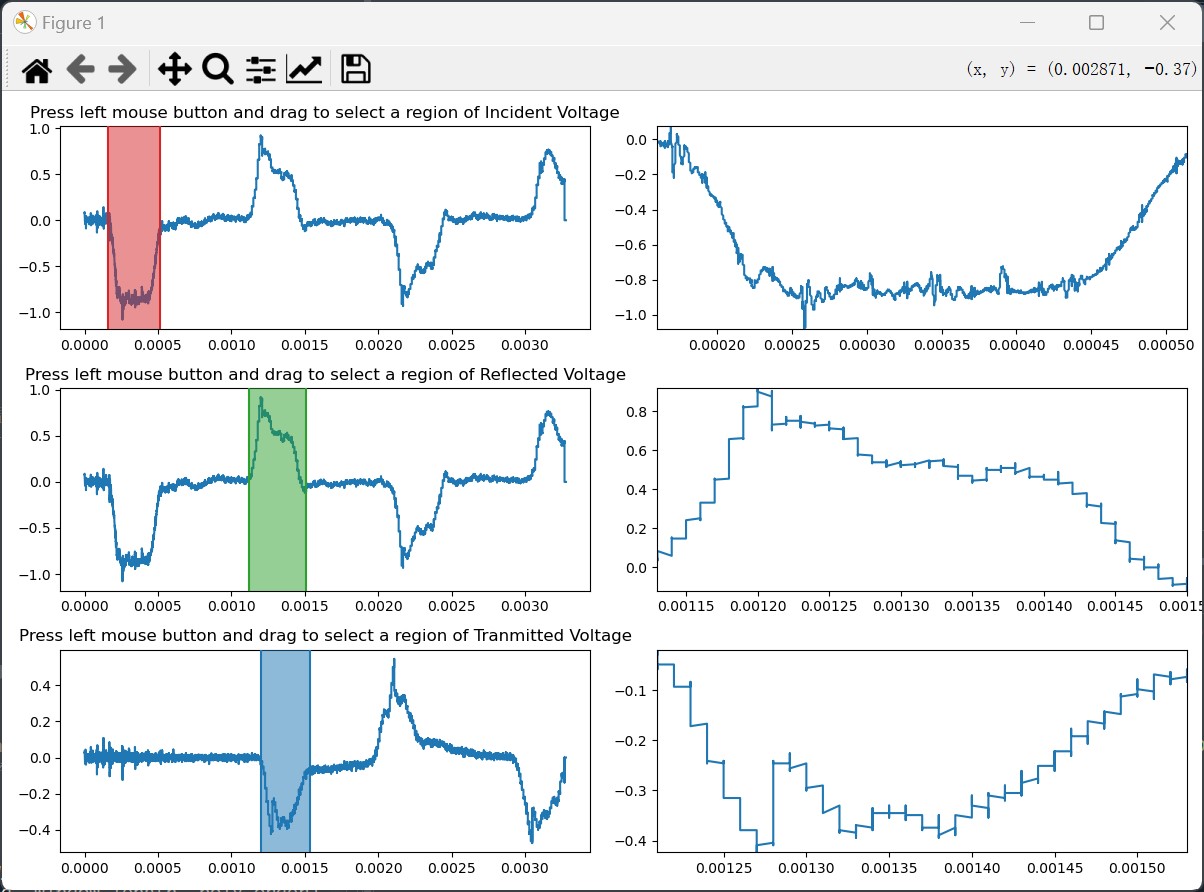 Figure 1
(x, y) = (0.002871, −0.37)
Press left mouse button and drag to select a region of Incident Voltage
1.0
0.5
0.0
−0.5
−1.0
0.0000 0.0005 0.0010 0.0015 0.0020 0.0025 0.0030
0.0
−0.2
−0.4
−0.6
−0.8
−1.0
0.00020 0.00025 0.00030 0.00035 0.00040 0.00045 0.00050
Press left mouse button and drag to select a region of Reflected Voltage
1.0
0.5
0.0
−0.5
−1.0
0.0000 0.0005 0.0010 0.0015 0.0020 0.0025 0.0030
0.8
0.6
0.4
0.2
0.0
0.00115 0.00120 0.00125 0.00130 0.00135 0.00140 0.00145 0.0015
Press left mouse button and drag to select a region of Tranmitted Voltage
0.4
0.2
0.0
−0.2
−0.4
0.0000 0.0005 0.0010 0.0015 0.0020 0.0025 0.0030
−0.1
−0.2
−0.3
−0.4
0.00125 0.00130 0.00135 0.00140 0.00145 0.00150